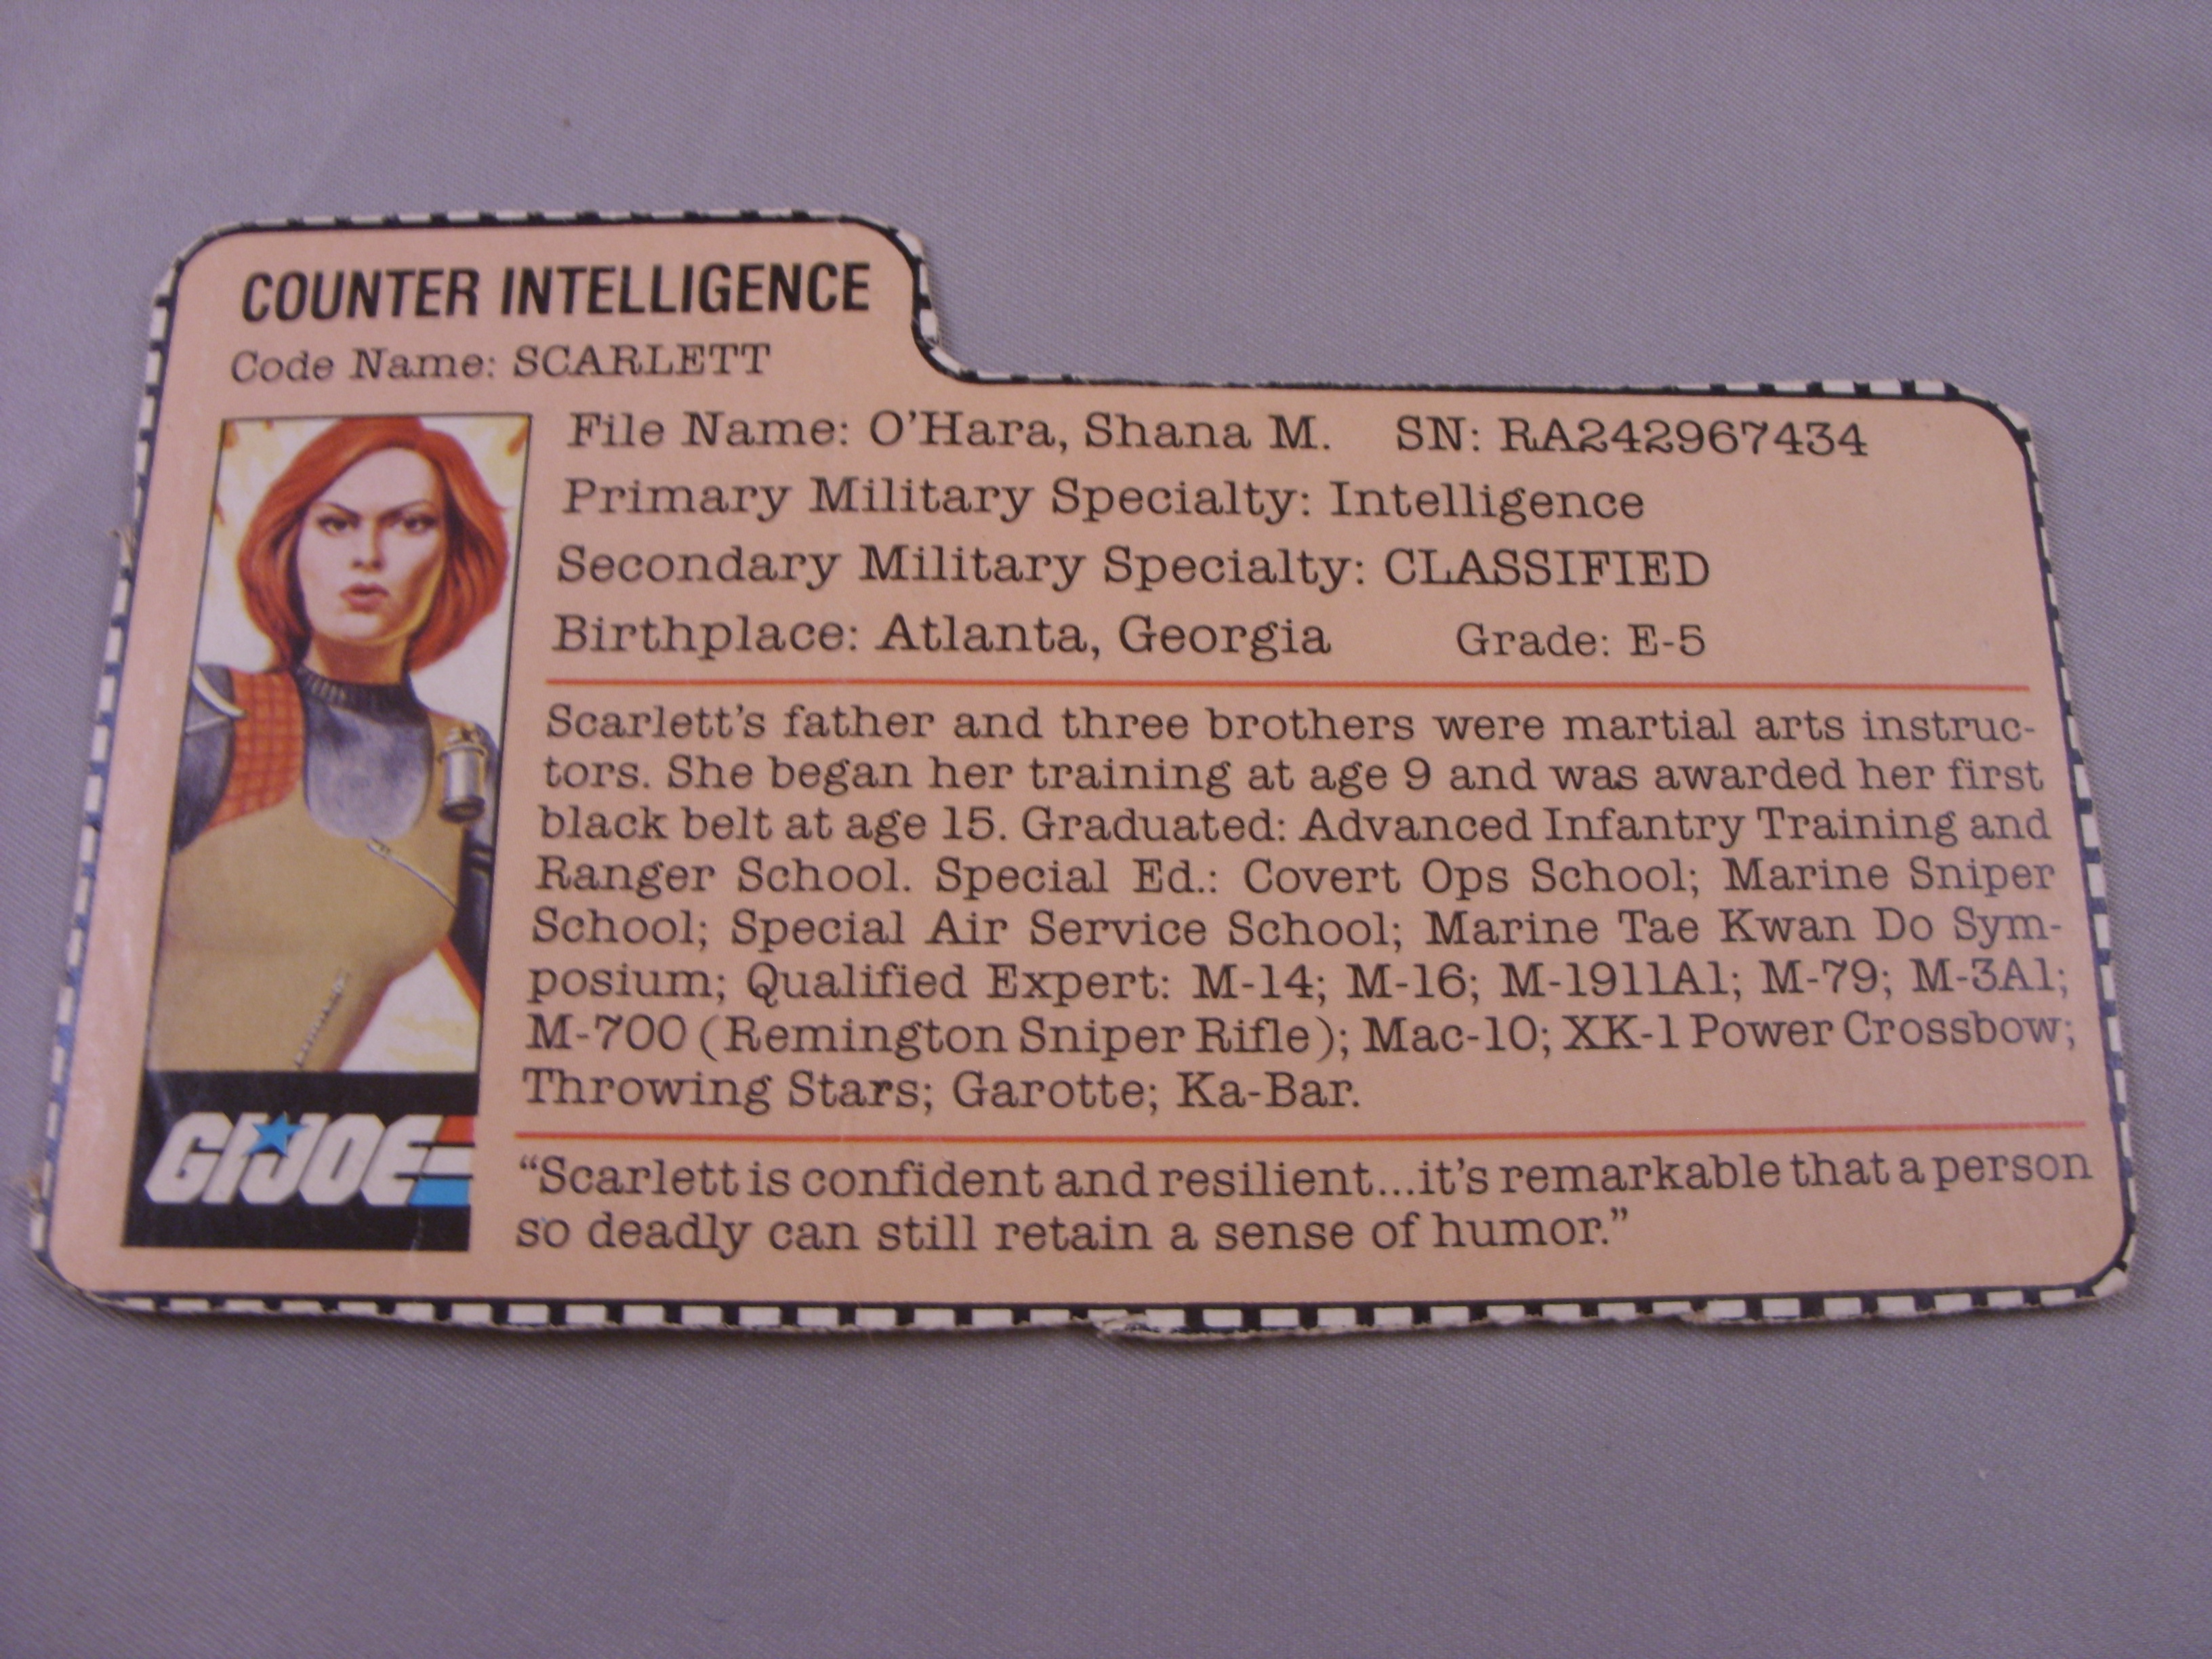 COUNTER INTELLIGENCE
Code Name: SCARLETT
File Name: O'Hara, Shana M. SN: RA242967434
Primary Military Specialty: Intelligence
Secondary Military Specialty: CLASSIFIED
Birthplace: Atlanta, Georgia Grade: E-5
Scarlett's father and three brothers were martial arts instruc-
tors. She began her training at age 9 and was awarded her first
black belt at age 15. Graduated: Advanced Infantry Training and
Ranger School. Special Ed.: Covert Ops School; Marine Sniper
School; Special Air Service School; Marine Tae Kwan Do Sym-
posium; Qualified Expert: M-14; M-16; M-1911A1; M-79; M-3A1;
M-700 (Remington Sniper Rifle); Mac-10; XK-1 Power Crossbow;
Throwing Stars; Garotte; Ka-Bar.
"Scarlett is confident and resilient...it's remarkable that a person
so deadly can still retain a sense of humor."
GI JOE